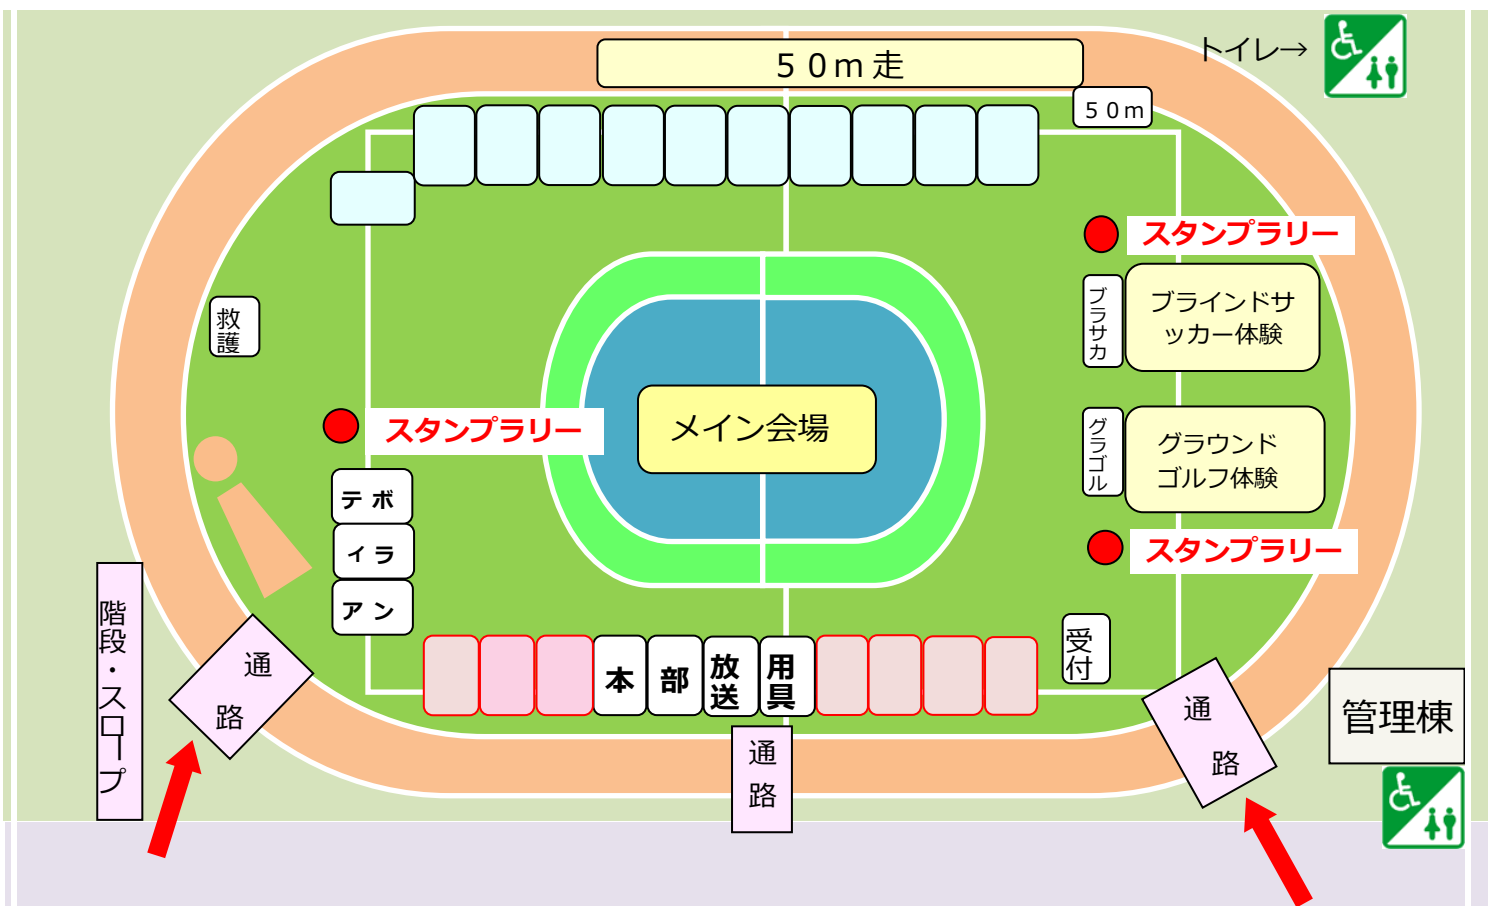 トイレ→
５０ｍ走
５０ｍ
スタンプラリー
ブラサカ
ブラインドサ
ッカー体験
救護
スタンプラリー
メイン会場
グラゴル
グラウンド
ゴルフ体験
テ ボ
ィ ラ
ア ン
スタンプラリー
階段・スロープ
通
路
本
部
放送
用具
受付
通
路
通
路
管理棟